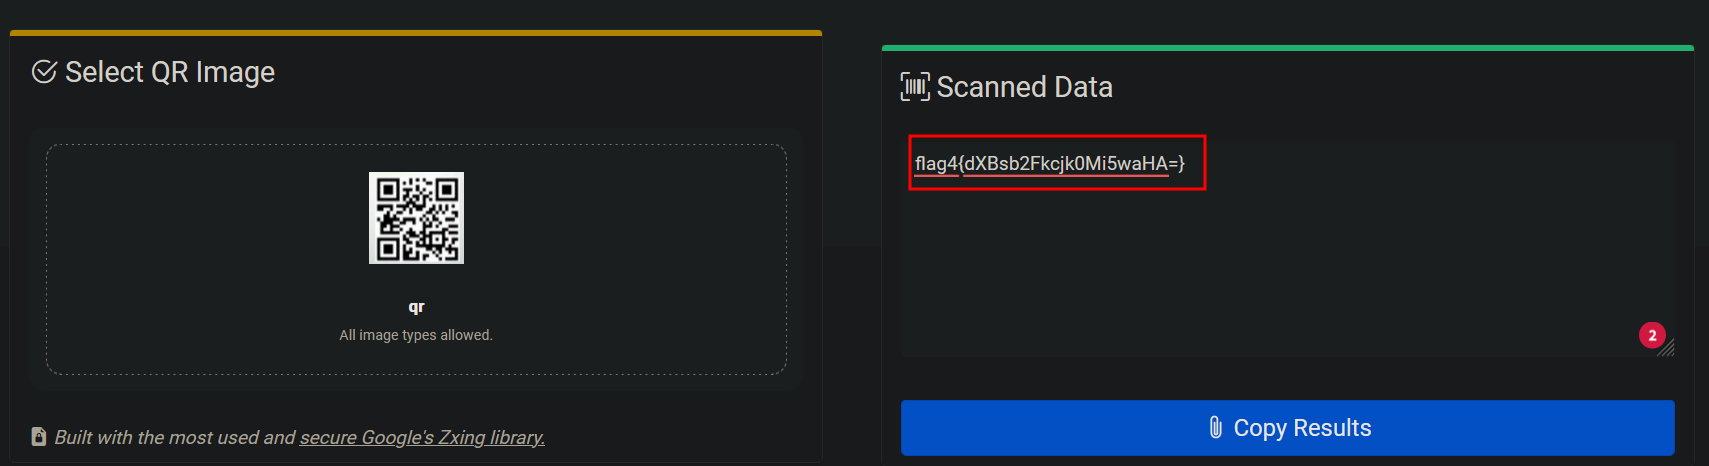 Select QR Image
qr
All image types allowed.
Built with the most used and secure Google's Zxing library.
Scanned Data
flag4{dXBsb2Fkcjk0Mi5waHA=}
2
Copy Results